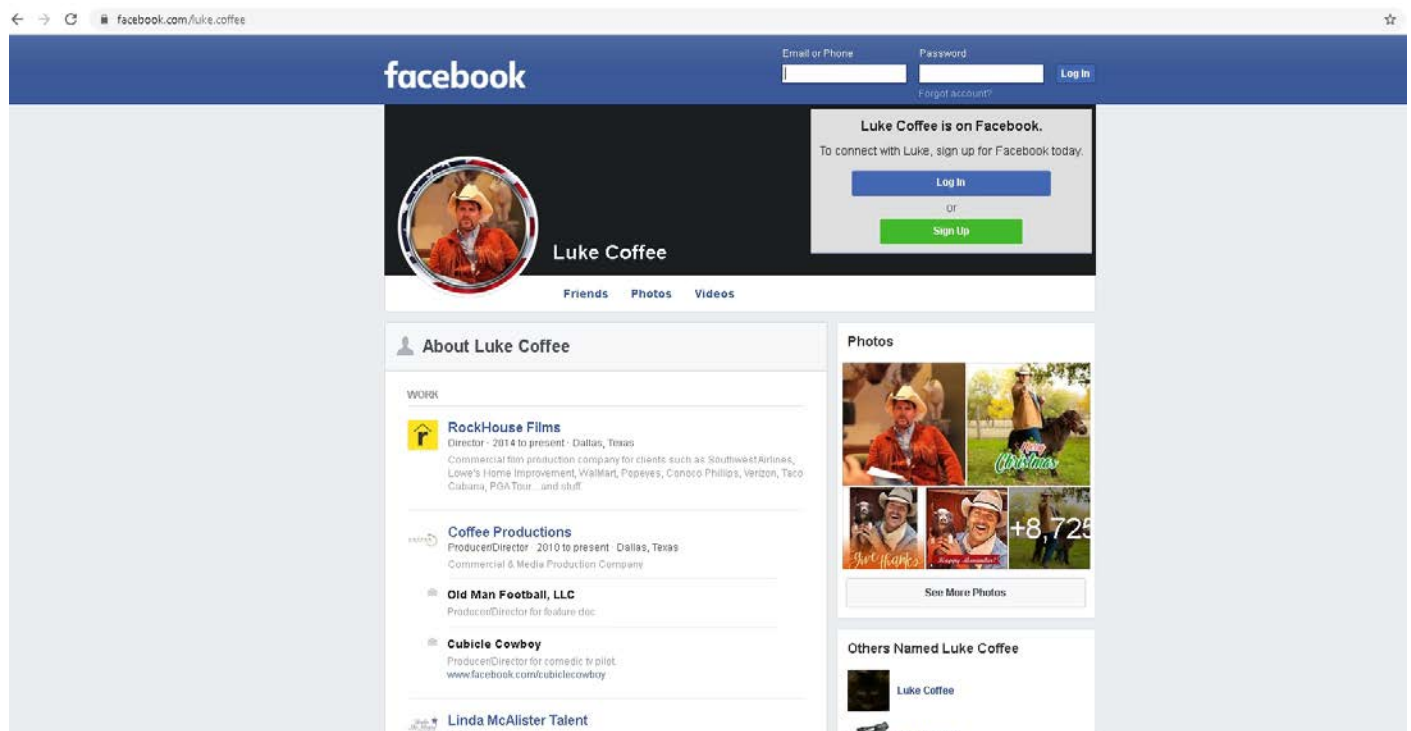 facebook.com/luke.coffee
Email or Phone
Password
facebook
Log In
Forgot account?
Luke Coffee is on Facebook.
To connect with Luke, sign up for Facebook today.
Log In
or
Sign Up
Luke Coffee
Friends
Photos
Videos
About Luke Coffee
WORK
RockHouse Films
Director · 2014 to present · Dallas, Texas
Commercial film production company for clients such as Southwest Airlines,
Lowe's Home Improvement, WalMart, Popeyes, Conoco Phillips, Verizon, Taco
Cabana, PGA Tour... and stuff.
Coffee Productions
Producer/Director · 2010 to present · Dallas, Texas
Commercial & Media Production Company
Old Man Football, LLC
Producer/Director for feature doc.
Cubicle Cowboy
Producer/Director for comedic tv pilot.
www.facebook.com/cubiclecowboy
Linda McAlister Talent
Photos
Merry
Christmas
Give thanks
Happy
+8,725
See More Photos
Others Named Luke Coffee
Luke Coffee